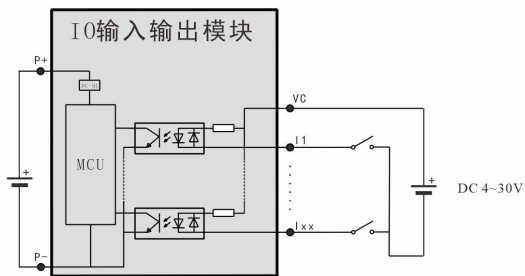 IO输入输出模块
P+
DC-DC
VC
I1
MCU
+
+
DC 4~30V
Ixx
P-